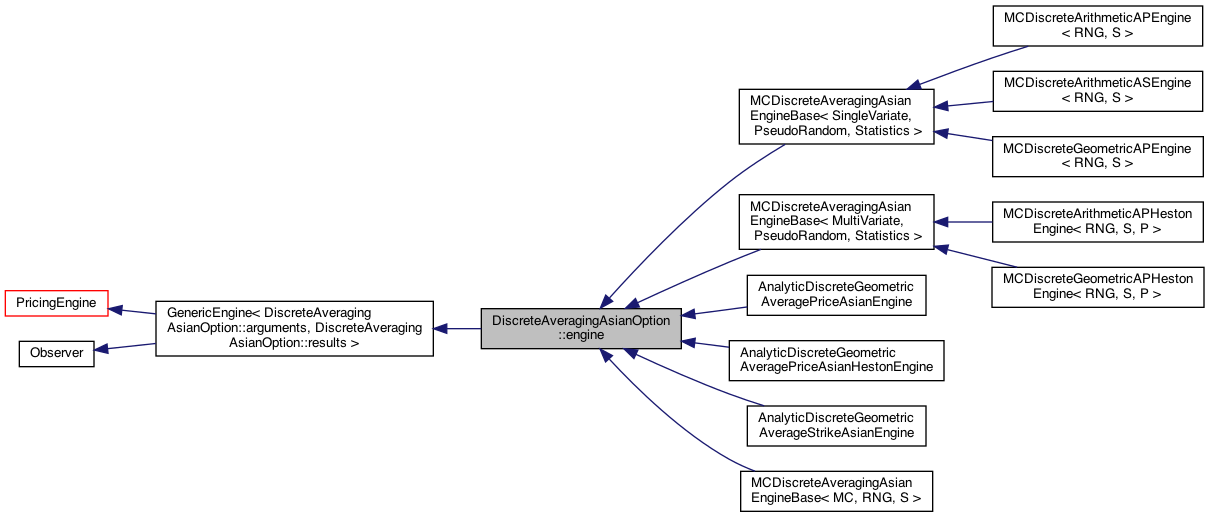 PricingEngine
Observer
GenericEngine< DiscreteAveraging
AsianOption::arguments, DiscreteAveraging
AsianOption::results >
DiscreteAveragingAsianOption
::engine
MCDiscreteAveragingAsian
EngineBase< SingleVariate,
PseudoRandom, Statistics >
MCDiscreteAveragingAsian
EngineBase< MultiVariate,
PseudoRandom, Statistics >
AnalyticDiscreteGeometric
AveragePriceAsianEngine
AnalyticDiscreteGeometric
AveragePriceAsianHestonEngine
AnalyticDiscreteGeometric
AverageStrikeAsianEngine
MCDiscreteAveragingAsian
EngineBase< MC, RNG, S >
MCDiscreteArithmeticAPEngine
< RNG, S >
MCDiscreteArithmeticASEngine
< RNG, S >
MCDiscreteGeometricAPEngine
< RNG, S >
MCDiscreteArithmeticAPHeston
Engine< RNG, S, P >
MCDiscreteGeometricAPHeston
Engine< RNG, S, P >